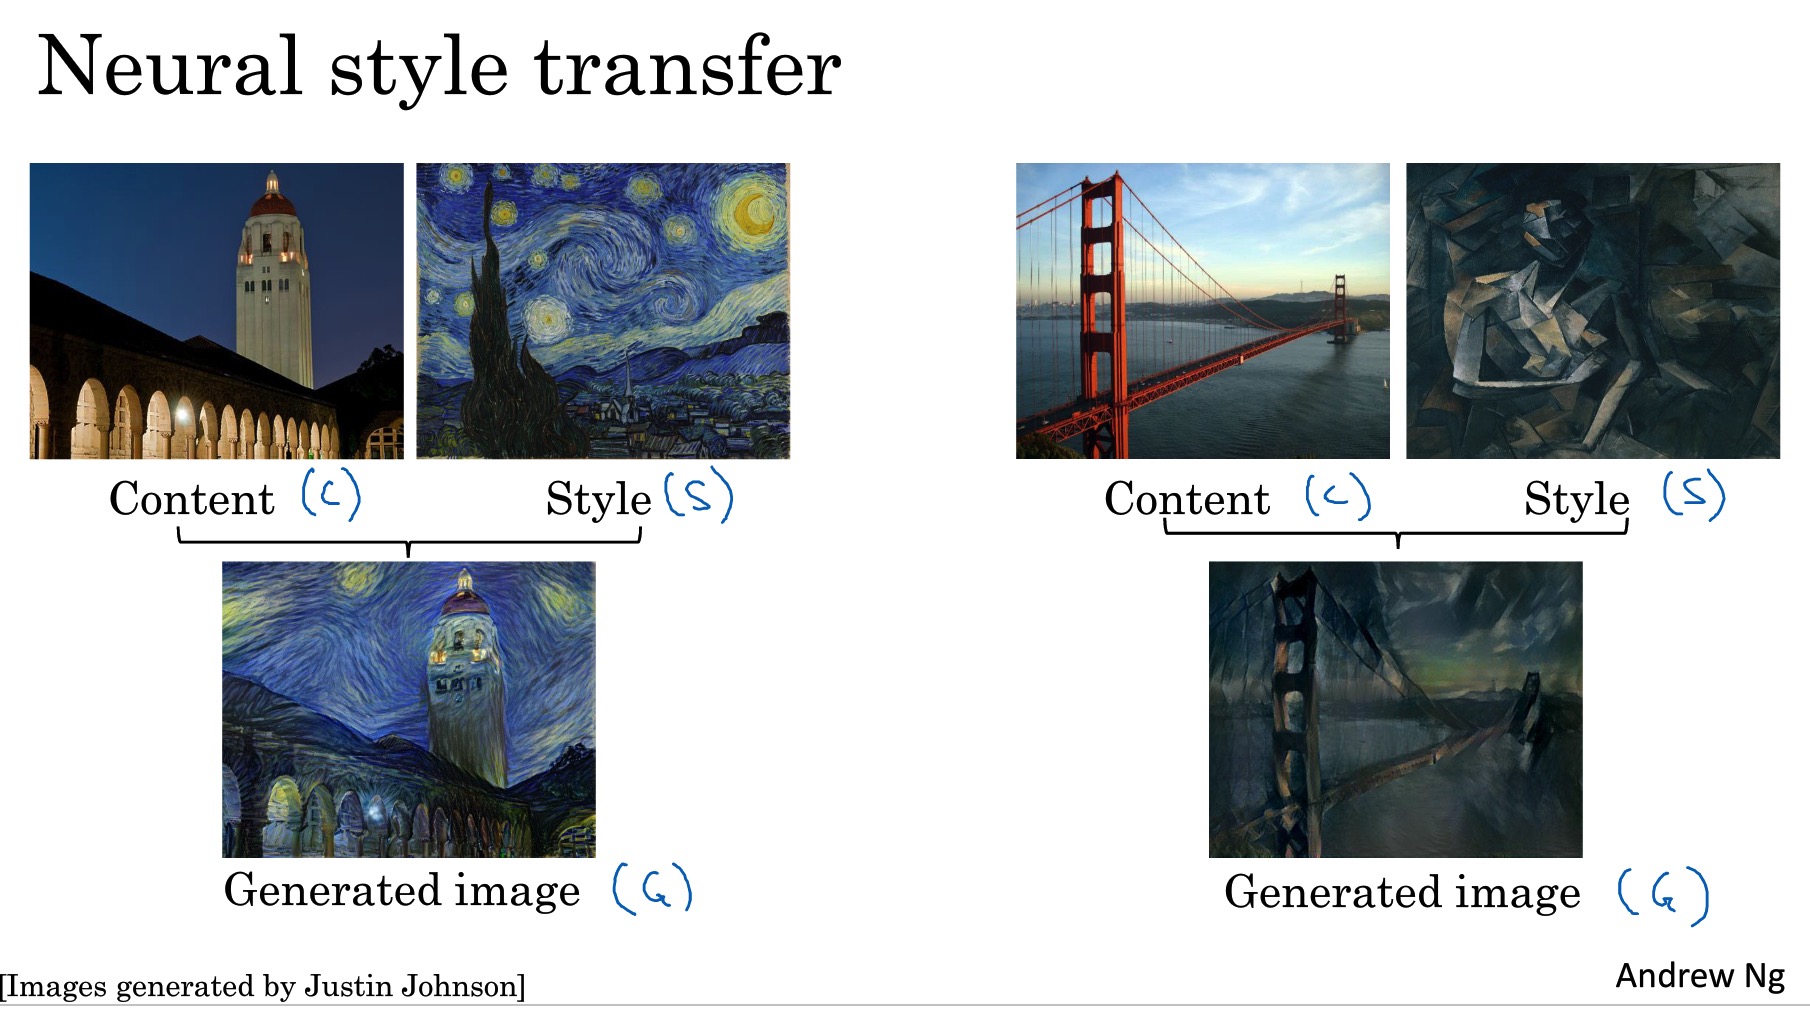 Neural style transfer
Content (C)
Style (S)
Content (C)
Style (S)
Generated image (G)
Generated image (G)
[Images generated by Justin Johnson]
Andrew Ng